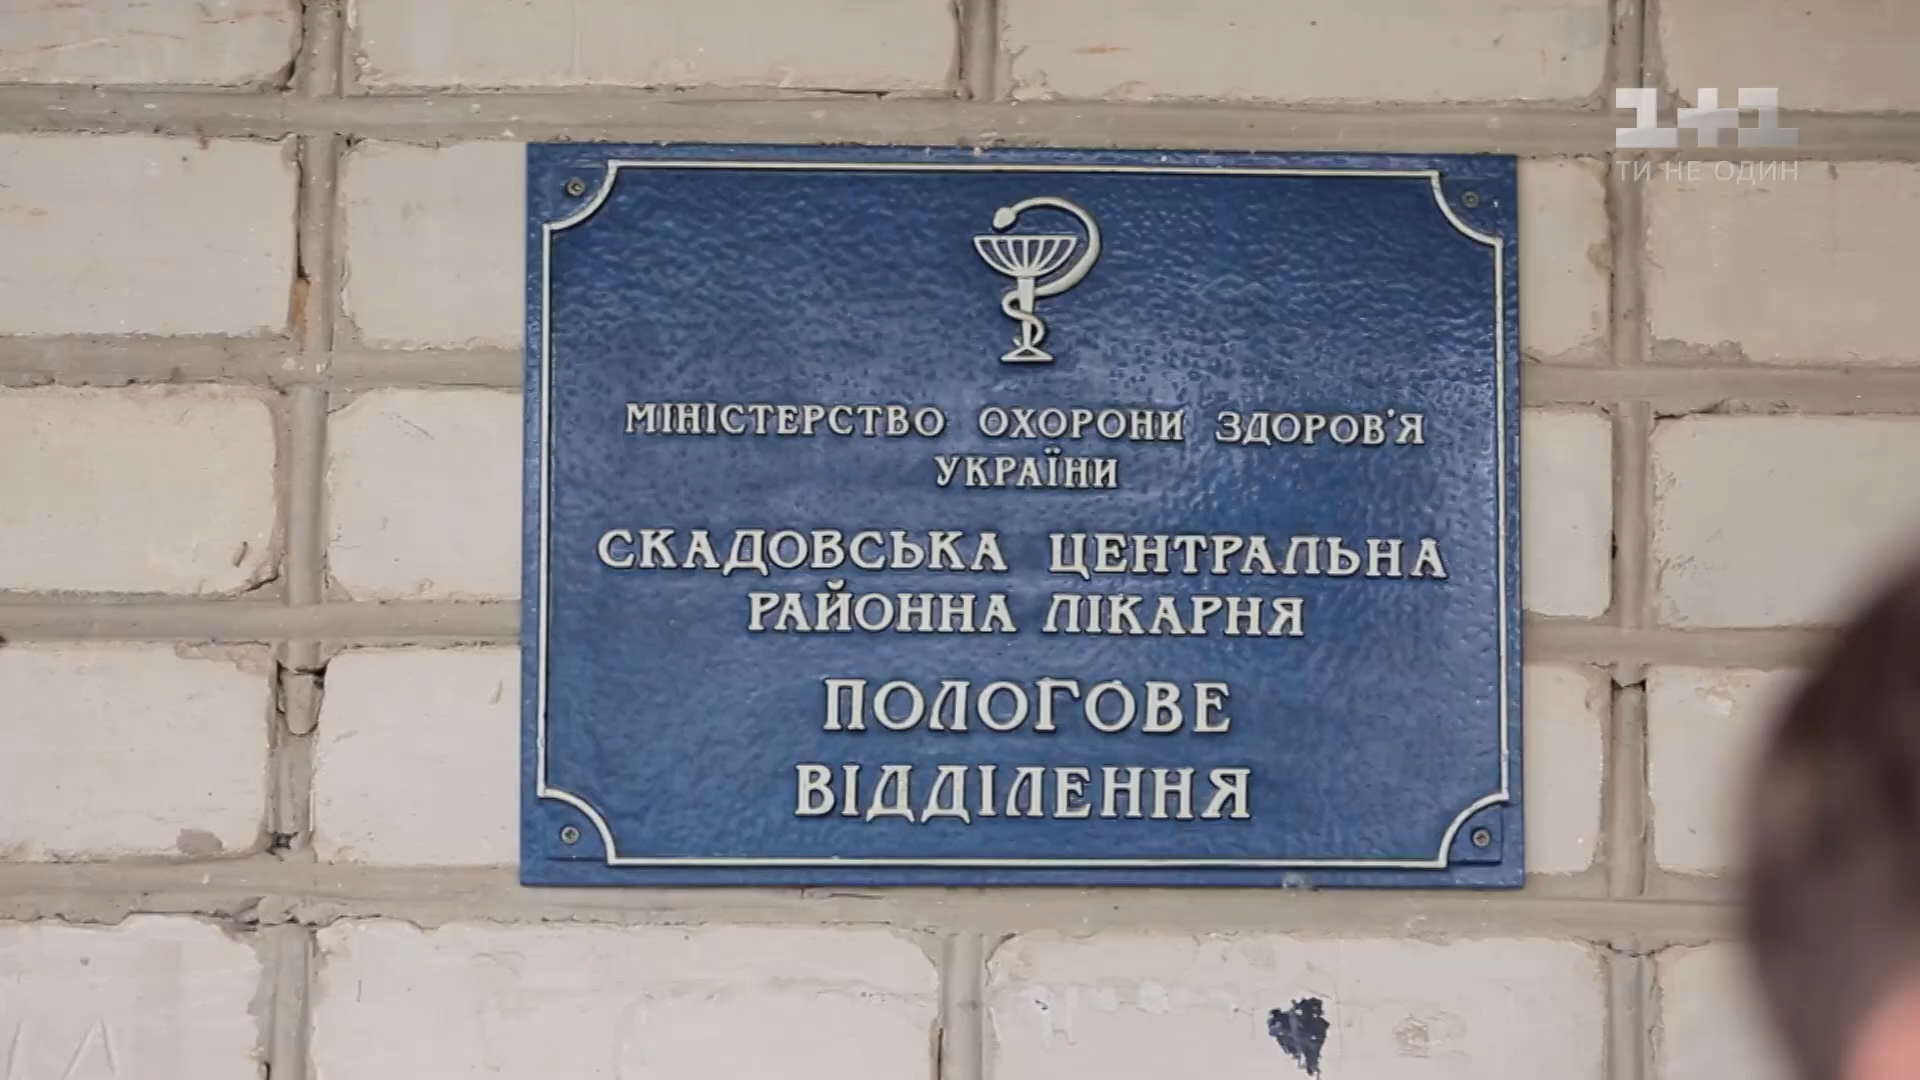 1+1
ТИ НЕ ОДИН
МІНІСТЕРСТВО ОХОРОНИ ЗДОРОВ'Я
УКРАЇНИ
СКАДОВСЬКА ЦЕНТРАЛЬНА
РАЙОННА ЛІКАРНЯ
ПОЛОГОВЕ
ВІДДІЛЕННЯ